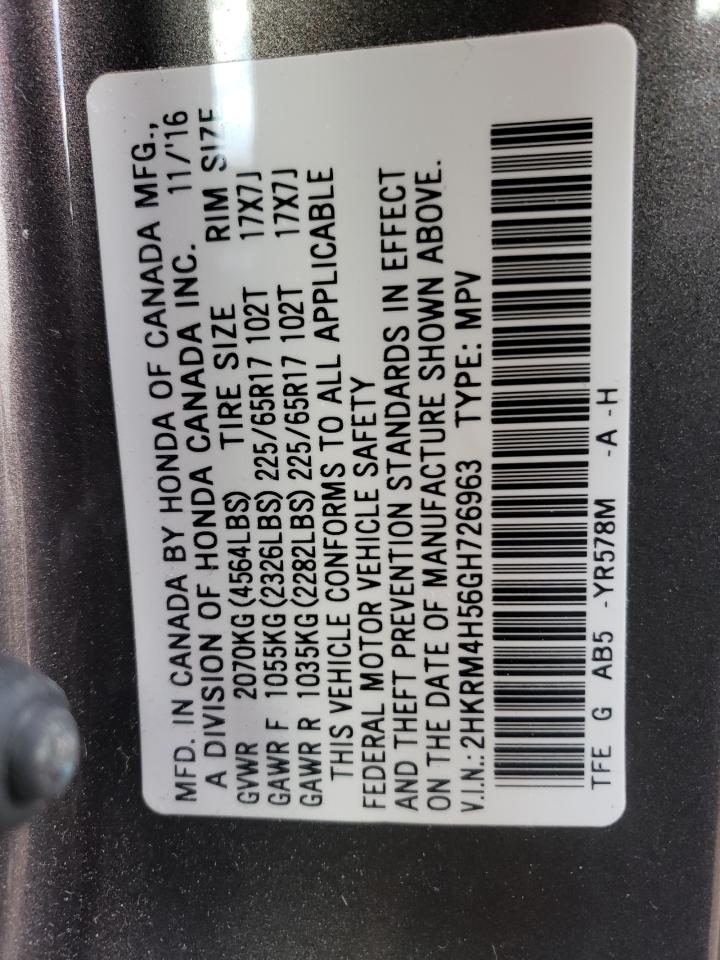 MFD. IN CANADA BY HONDA OF CANADA MFG.,
A DIVISION OF HONDA CANADA INC. 11/'16
GVWR 2070KG(4564LBS) TIRE SIZE RIM SIZE
GAWR F 1055KG(2326LBS) 225/65R17 102T 17X7J
GAWR R 1035KG(2282LBS) 225/65R17 102T 17X7J
THIS VEHICLE CONFORMS TO ALL APPLICABLE
FEDERAL MOTOR VEHICLE SAFETY
AND THEFT PREVENTION STANDARDS IN EFFECT
ON THE DATE OF MANUFACTURE SHOWN ABOVE.
V.I.N.: 2HKRM4H56GH726963 TYPE: MPV
TFE G AB5 -YR578M -A -H